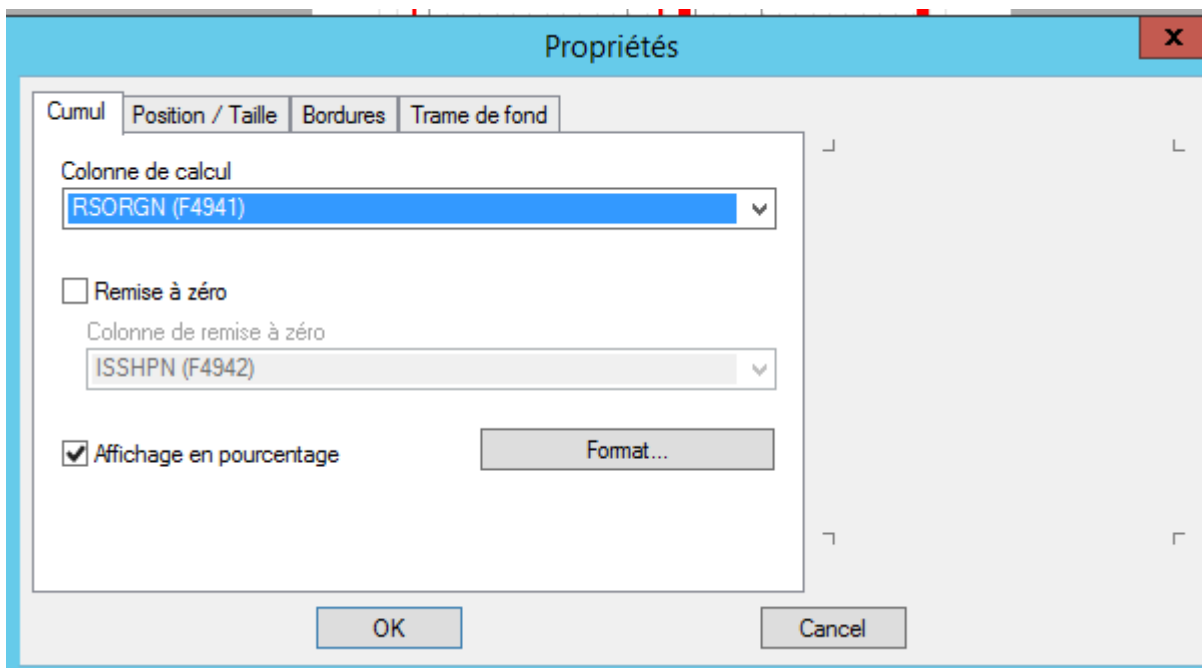 Propriétés
x
Cumul Position / Taille Bordures Trame de fond
Colonne de calcul
RSORGN (F4941)
Remise à zéro
Colonne de remise à zéro
ISSHPN (F4942)
Affichage en pourcentage Format...
OK Cancel